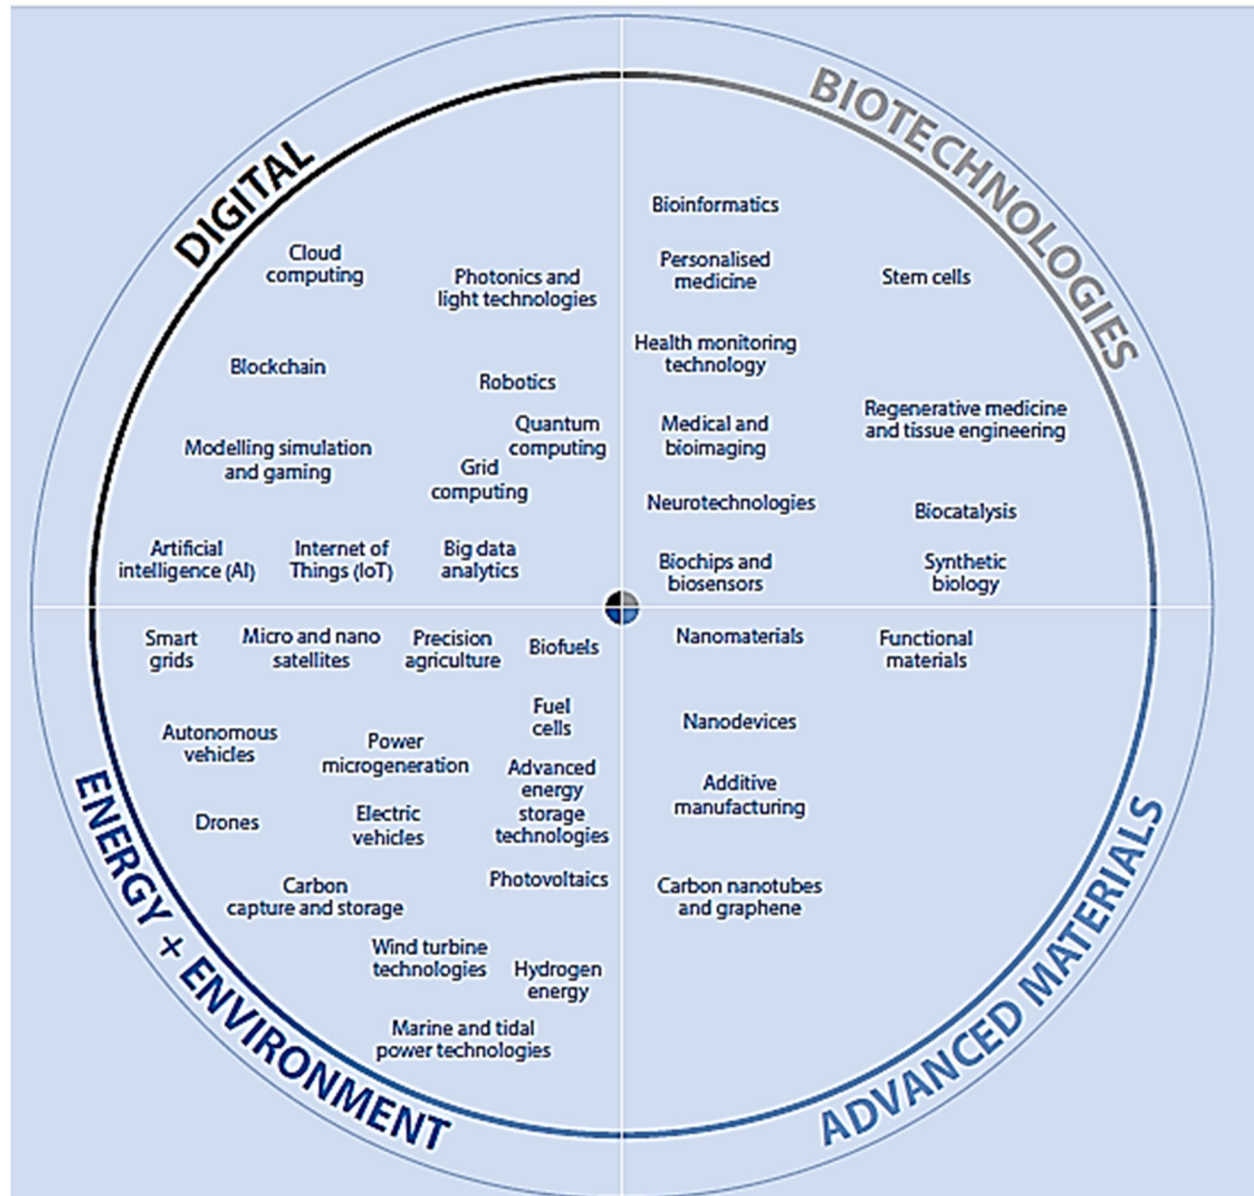 DIGITAL
Cloud
computing
Photonics and
light technologies
Blockchain
Robotics
Quantum
computing
Modelling simulation
and gaming
Grid
computing
Artificial
intelligence (AI)
Internet of
Things (IoT)
Big data
analytics
BIOTECHNOLOGIES
Bioinformatics
Personalised
medicine
Stem cells
Health monitoring
technology
Regenerative medicine
and tissue engineering
Medical and
bioimaging
Neurotechnologies
Biocatalysis
Biochips and
biosensors
Synthetic
biology
ENERGY + ENVIRONMENT
Smart
grids
Micro and nano
satellites
Precision
agriculture
Biofuels
Fuel
cells
Autonomous
vehicles
Power
microgeneration
Advanced
energy
storage
technologies
Drones
Electric
vehicles
Photovoltaics
Carbon
capture and storage
Wind turbine
technologies
Hydrogen
energy
Marine and tidal
power technologies
ADVANCED MATERIALS
Nanomaterials
Functional
materials
Nanodevices
Additive
manufacturing
Carbon nanotubes
and graphene